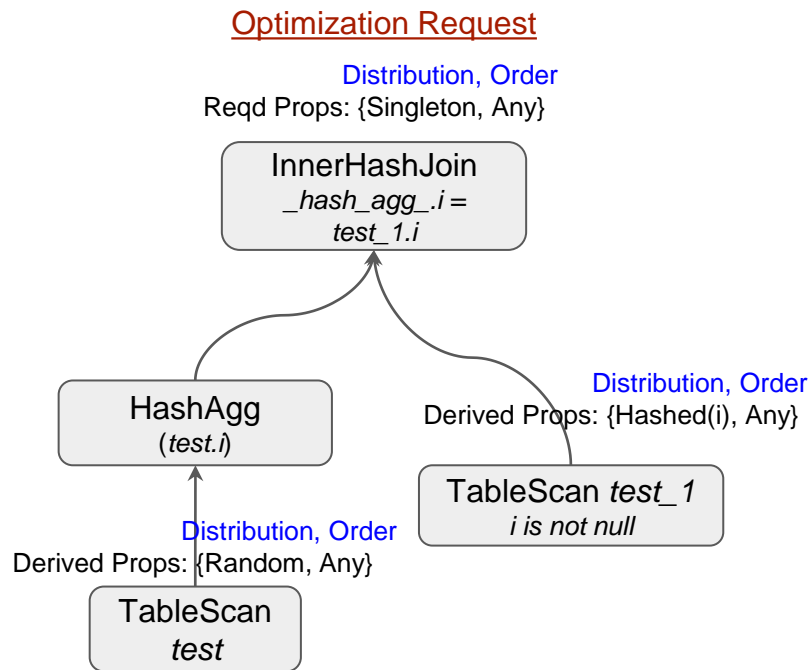 Optimization Request
Distribution, Order
Reqd Props: {Singleton, Any}
InnerHashJoin
_hash_agg_.i =
test_1.i
HashAgg
(test.i)
Distribution, Order
Derived Props: {Hashed(i), Any}
TableScan test_1
i is not null
Distribution, Order
Derived Props: {Random, Any}
TableScan
test